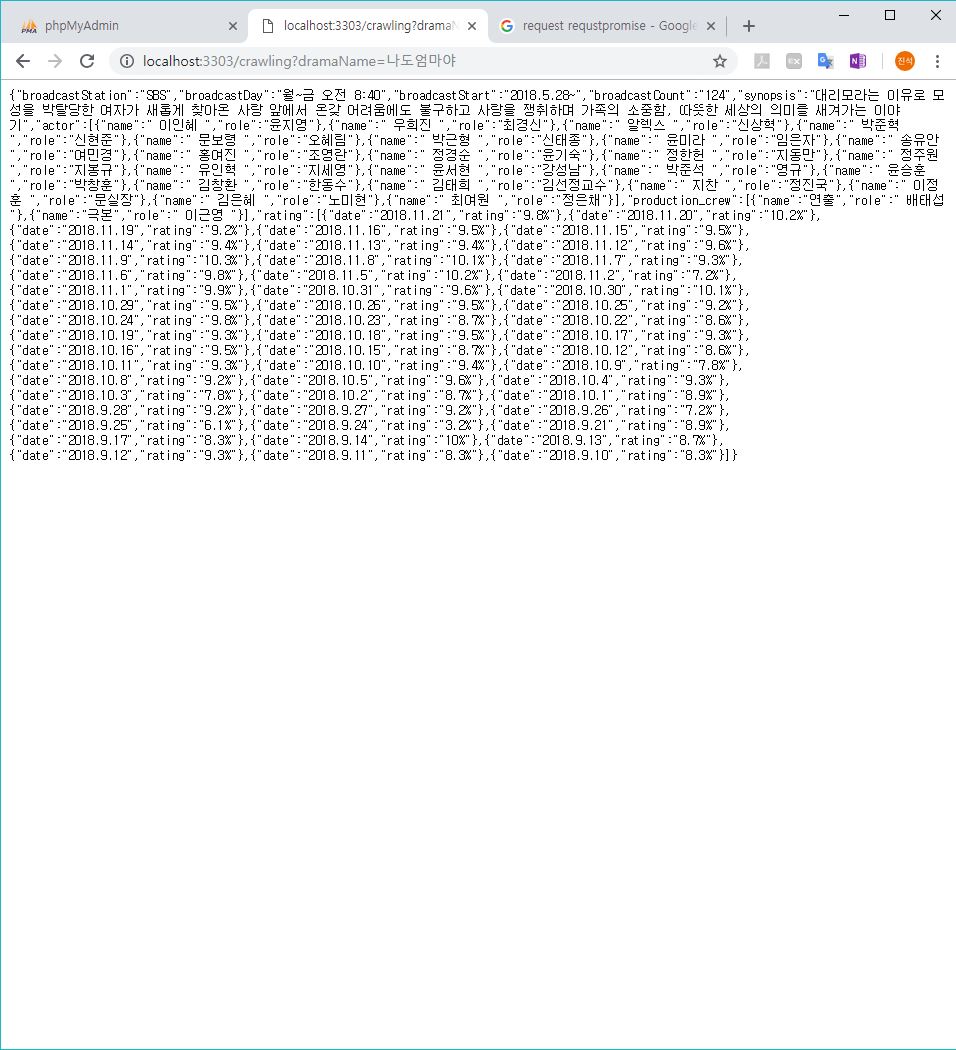 phpMyAdmin
localhost:3303/crawling?drama
request requstpromise - Google
localhost:3303/crawling?dramaName=나도엄마야
진석
{"broadcastStation":"SBS","broadcastDay":"월~금 오전 8:40","broadcastStart":"2018.5.28~","broadcastCount":"124","synopsis":"대리모라는 이유로 모
성을 박탈당한 여자가 새롭게 찾아온 사랑 앞에서 온갖 어려움에도 불구하고 사랑을 쟁취하며 가족의 소중함, 따뜻한 세상의 의미를 새겨가는 이야
기","actor":[{"name":" 이인혜 ","role":"윤지영"},{"name":" 우희진 ","role":"최경신"},{"name":" 알렉스 ","role":"신상혁"},{"name":" 박준혁
","role":"신현준"},{"name":" 문보령 ","role":"오혜림"},{"name":" 박근형 ","role":"신태종"},{"name":" 윤미라 ","role":"임은자"},{"name":" 송유안
","role":"여민경"},{"name":" 홍여진 ","role":"조명란"},{"name":" 정경순 ","role":"윤기숙"},{"name":" 정한헌 ","role":"지동만"},{"name":" 정주원
","role":"지봉규"},{"name":" 유인혁 ","role":"지세영"},{"name":" 윤서현 ","role":"강성남"},{"name":" 박준석 ","role":"영규"},{"name":" 윤승훈
","role":"박창훈"},{"name":" 김창환 ","role":"한동수"},{"name":" 김태희 ","role":"김선정교수"},{"name":" 지찬 ","role":"정진국"},{"name":" 이정
훈 ","role":"문실장"},{"name":" 김은혜 ","role":"노미현"},{"name":" 최여원 ","role":"정은채"}],"production_crew":[{"name":"연출","role":" 배태섭
"},{"name":"극본","role":" 이근영 "}],"rating":[{"date":"2018.11.21","rating":"9.8%"},{"date":"2018.11.20","rating":"10.2%"},
{"date":"2018.11.19","rating":"9.2%"},{"date":"2018.11.16","rating":"9.5%"},{"date":"2018.11.15","rating":"9.5%"},
{"date":"2018.11.14","rating":"9.4%"},{"date":"2018.11.13","rating":"9.4%"},{"date":"2018.11.12","rating":"9.6%"},
{"date":"2018.11.9","rating":"10.3%"},{"date":"2018.11.8","rating":"10.1%"},{"date":"2018.11.7","rating":"9.3%"},
{"date":"2018.11.6","rating":"9.8%"},{"date":"2018.11.5","rating":"10.2%"},{"date":"2018.11.2","rating":"7.2%"},
{"date":"2018.11.1","rating":"9.9%"},{"date":"2018.10.31","rating":"9.6%"},{"date":"2018.10.30","rating":"10.1%"},
{"date":"2018.10.29","rating":"9.5%"},{"date":"2018.10.26","rating":"9.5%"},{"date":"2018.10.25","rating":"9.2%"},
{"date":"2018.10.24","rating":"9.8%"},{"date":"2018.10.23","rating":"8.7%"},{"date":"2018.10.22","rating":"8.6%"},
{"date":"2018.10.19","rating":"9.3%"},{"date":"2018.10.18","rating":"9.5%"},{"date":"2018.10.17","rating":"9.3%"},
{"date":"2018.10.16","rating":"9.5%"},{"date":"2018.10.15","rating":"8.7%"},{"date":"2018.10.12","rating":"8.6%"},
{"date":"2018.10.11","rating":"9.3%"},{"date":"2018.10.10","rating":"9.4%"},{"date":"2018.10.9","rating":"7.8%"},
{"date":"2018.10.8","rating":"9.2%"},{"date":"2018.10.5","rating":"9.6%"},{"date":"2018.10.4","rating":"9.3%"},
{"date":"2018.10.3","rating":"7.8%"},{"date":"2018.10.2","rating":"8.7%"},{"date":"2018.10.1","rating":"8.9%"},
{"date":"2018.9.28","rating":"9.2%"},{"date":"2018.9.27","rating":"9.2%"},{"date":"2018.9.26","rating":"7.2%"},
{"date":"2018.9.25","rating":"6.1%"},{"date":"2018.9.24","rating":"3.2%"},{"date":"2018.9.21","rating":"8.9%"},
{"date":"2018.9.17","rating":"8.3%"},{"date":"2018.9.14","rating":"10%"},{"date":"2018.9.13","rating":"8.7%"},
{"date":"2018.9.12","rating":"9.3%"},{"date":"2018.9.11","rating":"8.3%"},{"date":"2018.9.10","rating":"8.3%"}]}